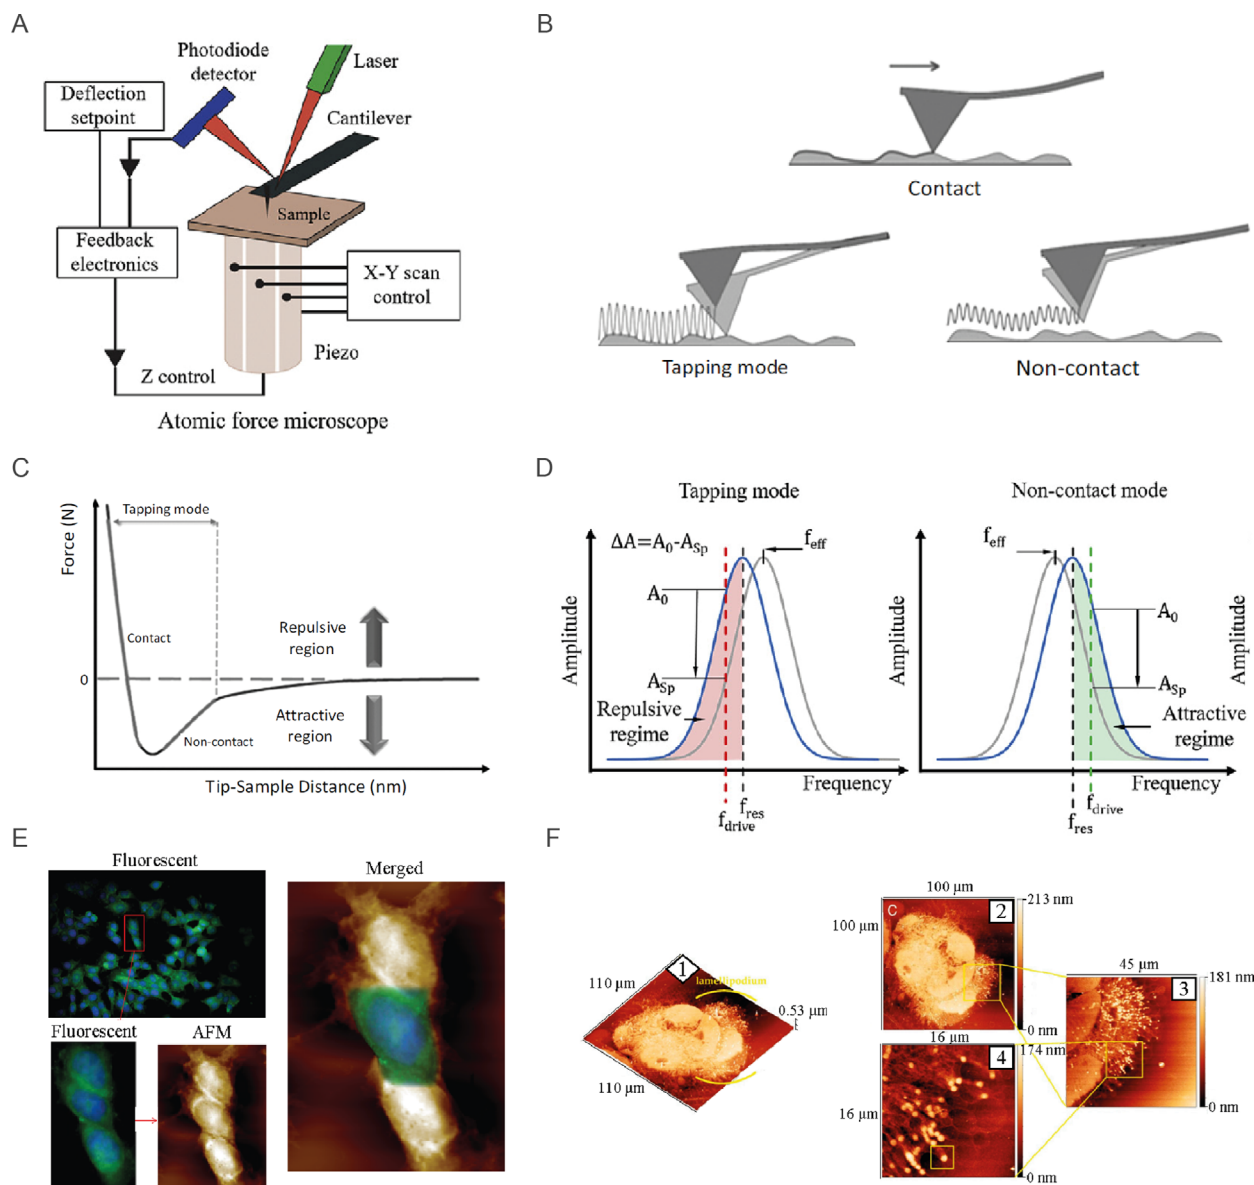 A
Photodiode
detector
Laser
Deflection
setpoint
Cantilever
Sample
Feedback
electronics
X-Y scan
control
Piezo
Z control
Atomic force microscope
B
Contact
Tapping mode
Non-contact
C
Force (N)
Tapping mode
Contact
Repulsive
region
0
Attractive
region
Non-contact
Tip-Sample Distance (nm)
D
Tapping mode
ΔA=A0-ASp
feff
A0
ASp
Repulsive
regime
Amplitude
Frequency
fres
fdrive
Non-contact mode
feff
A0
ASp
Attractive
regime
Amplitude
Amplitude
Frequency
fdrive
fres
E
Fluorescent
Merged
Fluorescent
AFM
F
1
110 µm
lamellipodium
0.53 µm
110 µm
100 µm
C
2
213 nm
100 µm
0 nm
45 µm
3
181 nm
0 nm
16 µm
4
174 nm
16 µm
0 nm